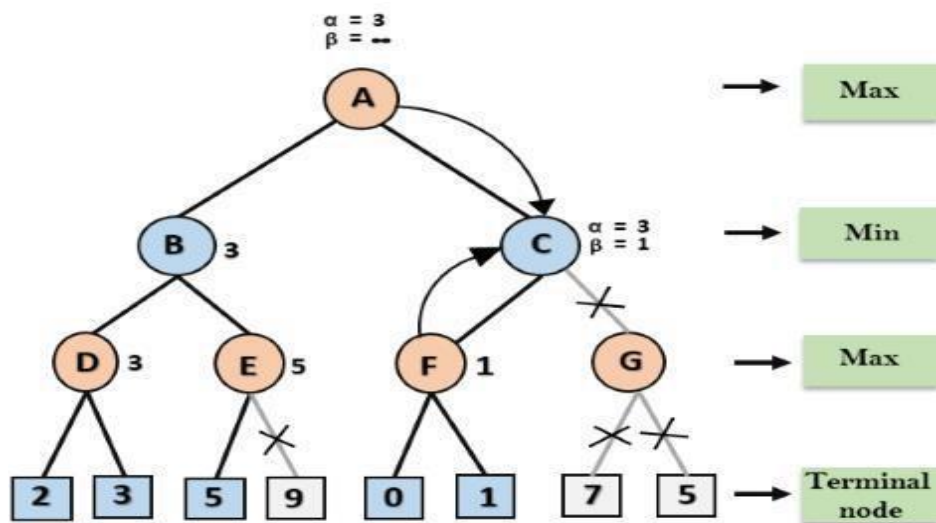 α = 3
β = ∞
A
Max
B
3
C
α = 3
β = 1
Min
D
3
E
5
F
1
G
Max
2
3
5
9
0
1
7
5
Terminal
node